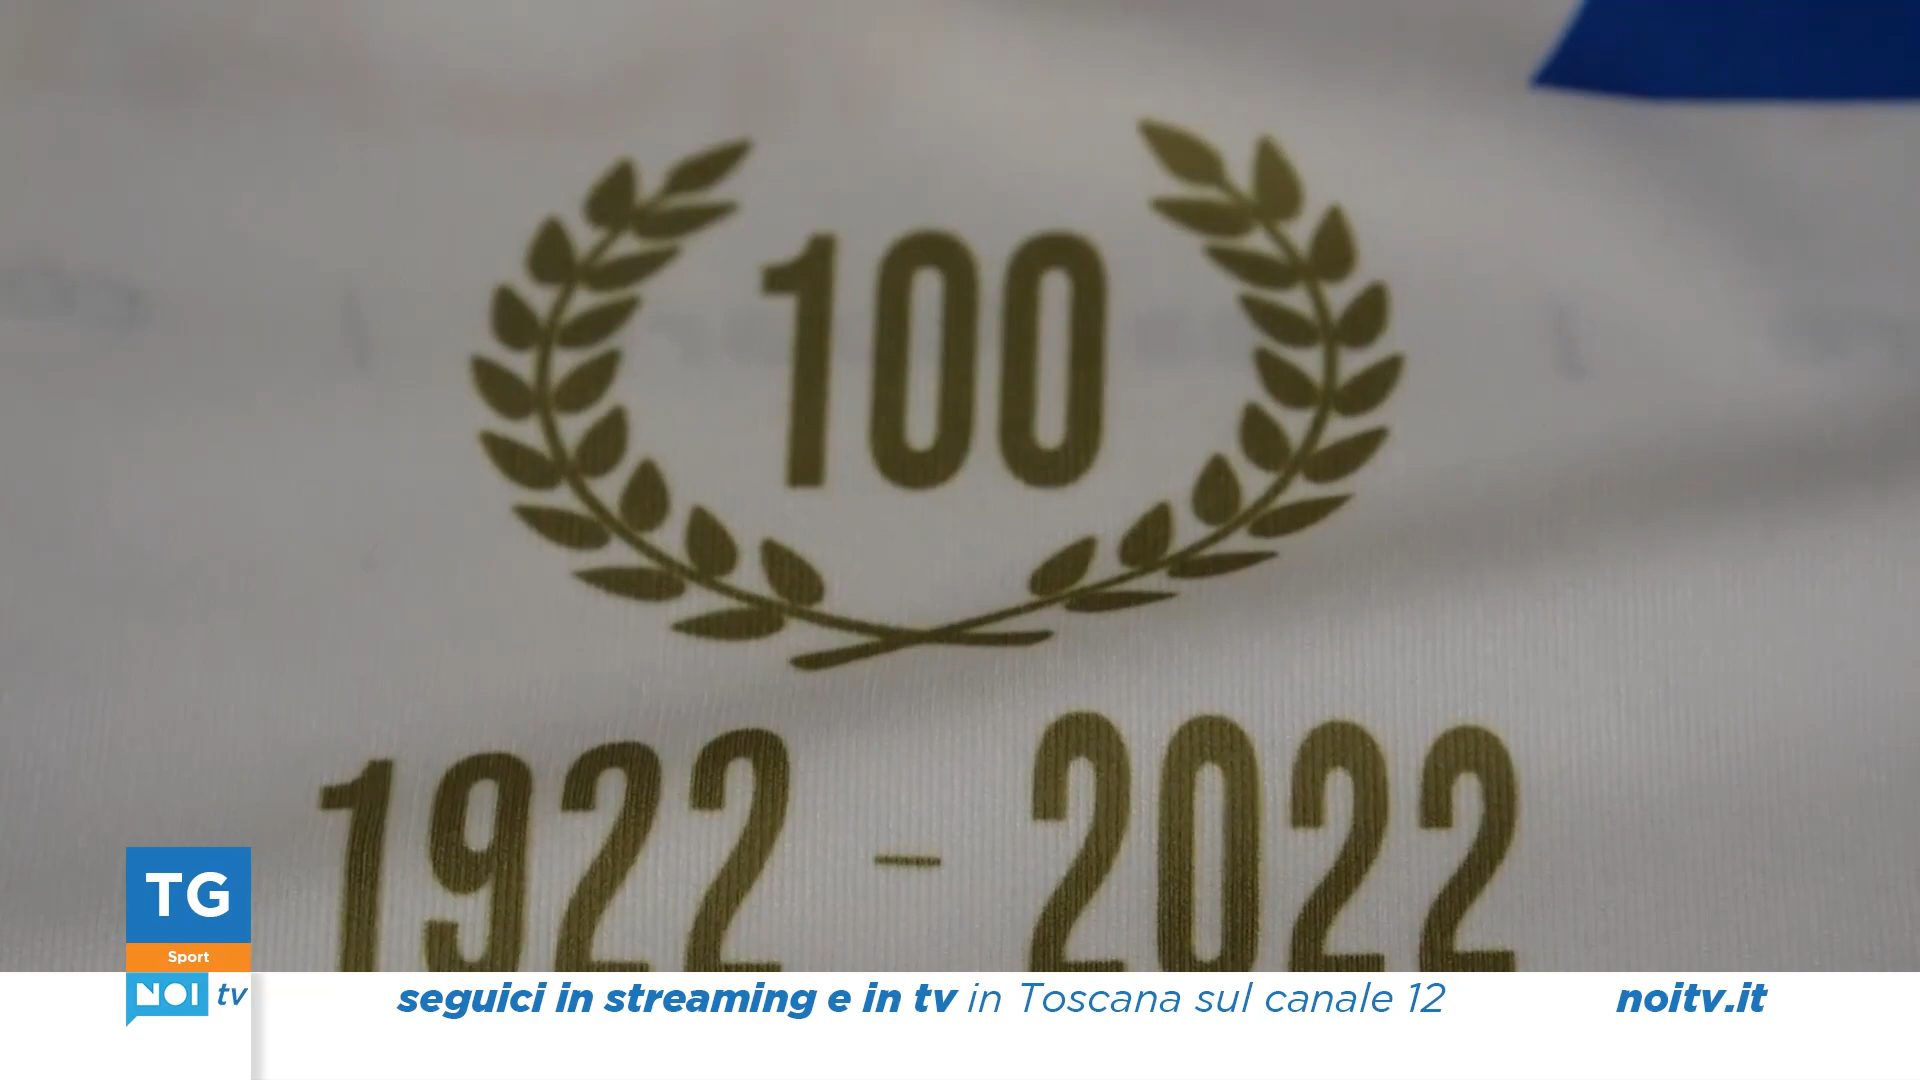 100
1922 - 2022
TG
Sport
NOI tv
seguici in streaming e in tv in Toscana sul canale 12
noitv.it